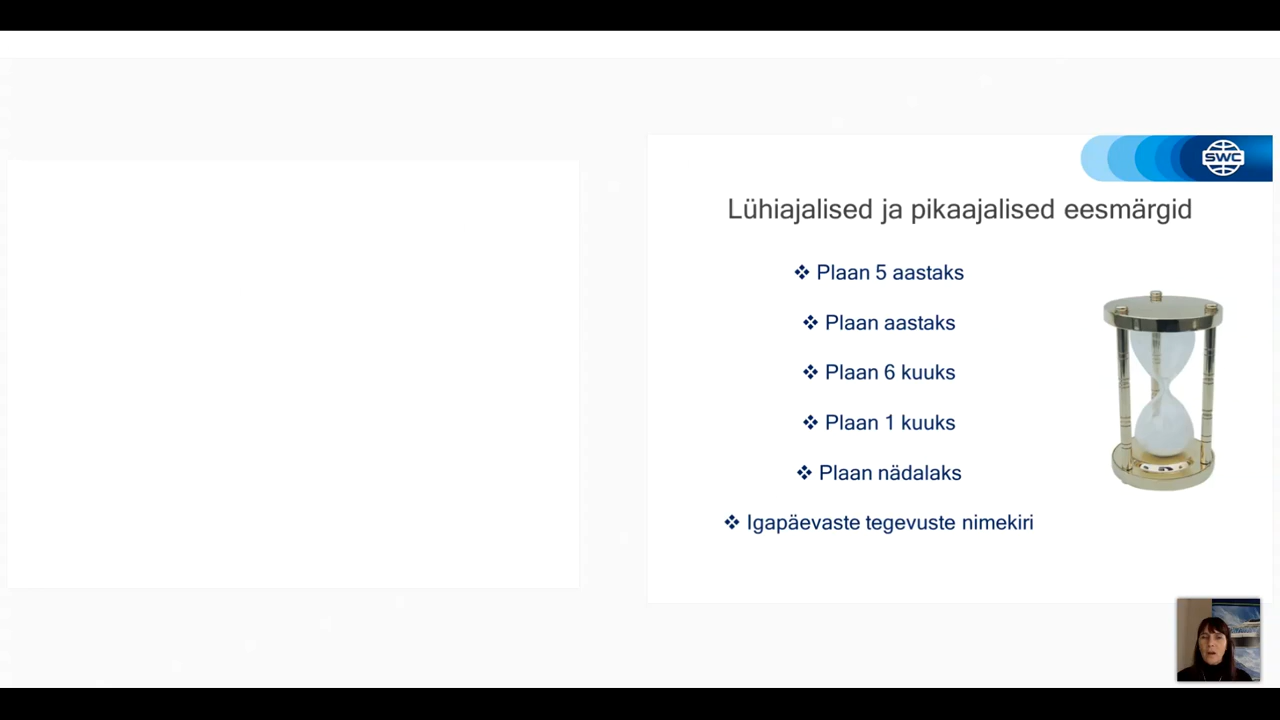 SWC
Lühiajalised ja pikaajalised eesmärgid
❖ Plaan 5 aastaks
❖ Plaan aastaks
❖ Plaan 6 kuuks
❖ Plaan 1 kuuks
❖ Plaan nädalaks
❖ Igapäevaste tegevuste nimekiri